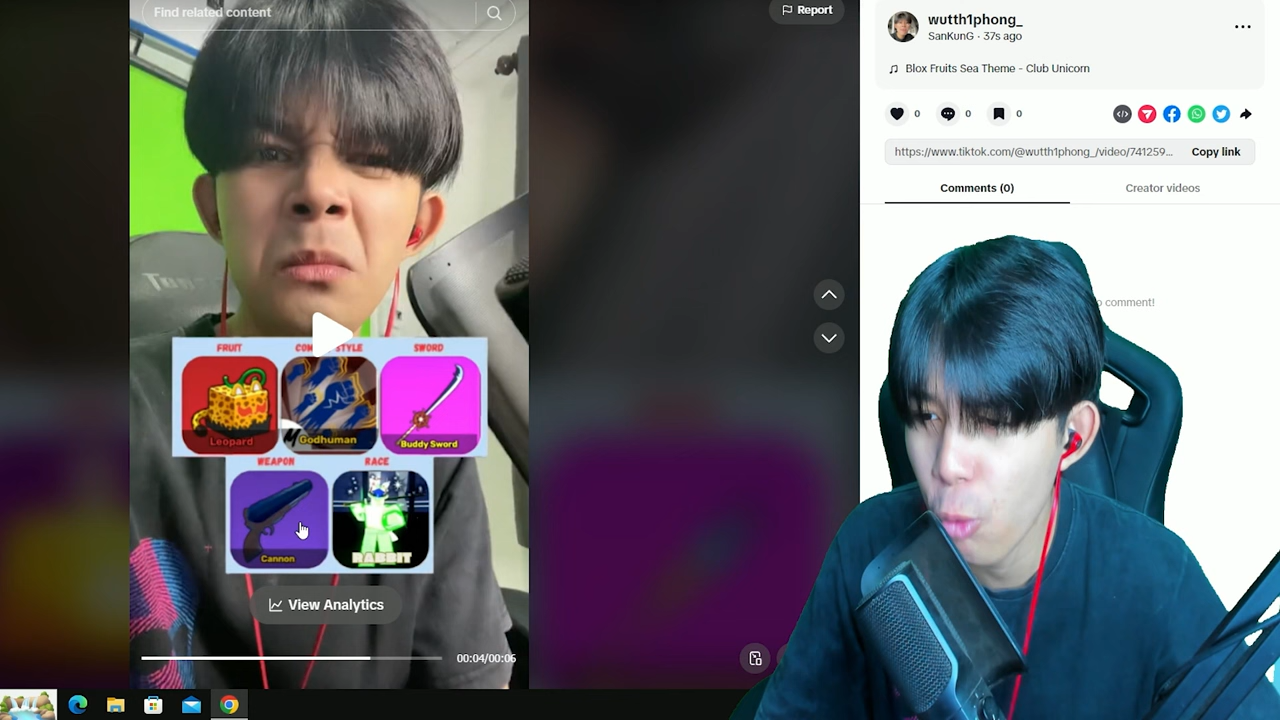 Find related content
Report
FRUIT
SWORD
Leopard
Godhuman
Buddy Sword
WEAPON
RACE
Cannon
RABBIT
View Analytics
00:04/00:06
wutth1phong_
SanKunG · 37s ago
Blox Fruits Sea Theme - Club Unicorn
0
0
0
https://www.tiktok.com/@wutth1phong_/video/741259...
Copy link
Comments (0)
Creator videos
comment!